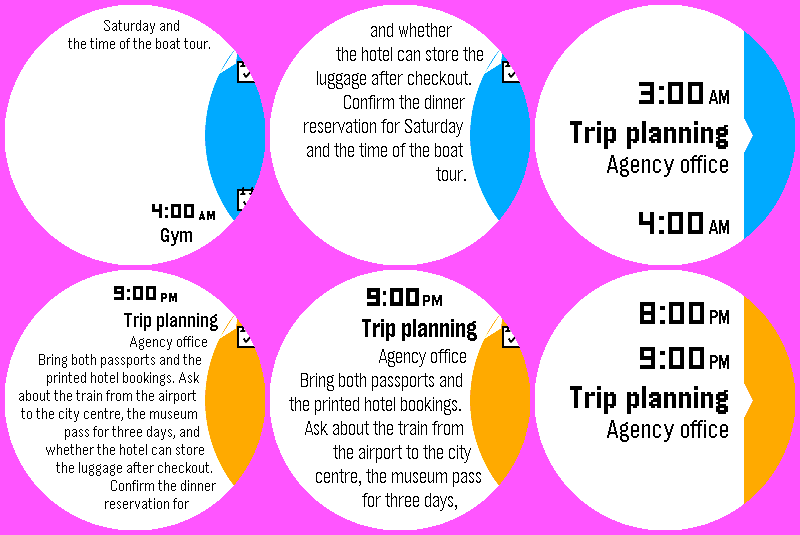 Saturday and
the time of the boat tour.
4:00 AM
Gym
and whether
the hotel can store the
luggage after checkout.
Confirm the dinner
reservation for Saturday
and the time of the boat
tour.
3:00 AM
Trip planning
Agency office
4:00 AM
9:00 PM
Trip planning
Agency office
Bring both passports and the
printed hotel bookings. Ask
about the train from the airport
to the city centre, the museum
pass for three days, and
whether the hotel can store
the luggage after checkout.
Confirm the dinner
reservation for
9:00 PM
Trip planning
Agency office
Bring both passports and
the printed hotel bookings.
Ask about the train from
the airport to the city
centre, the museum pass
for three days,
8:00 PM
9:00 PM
Trip planning
Agency office